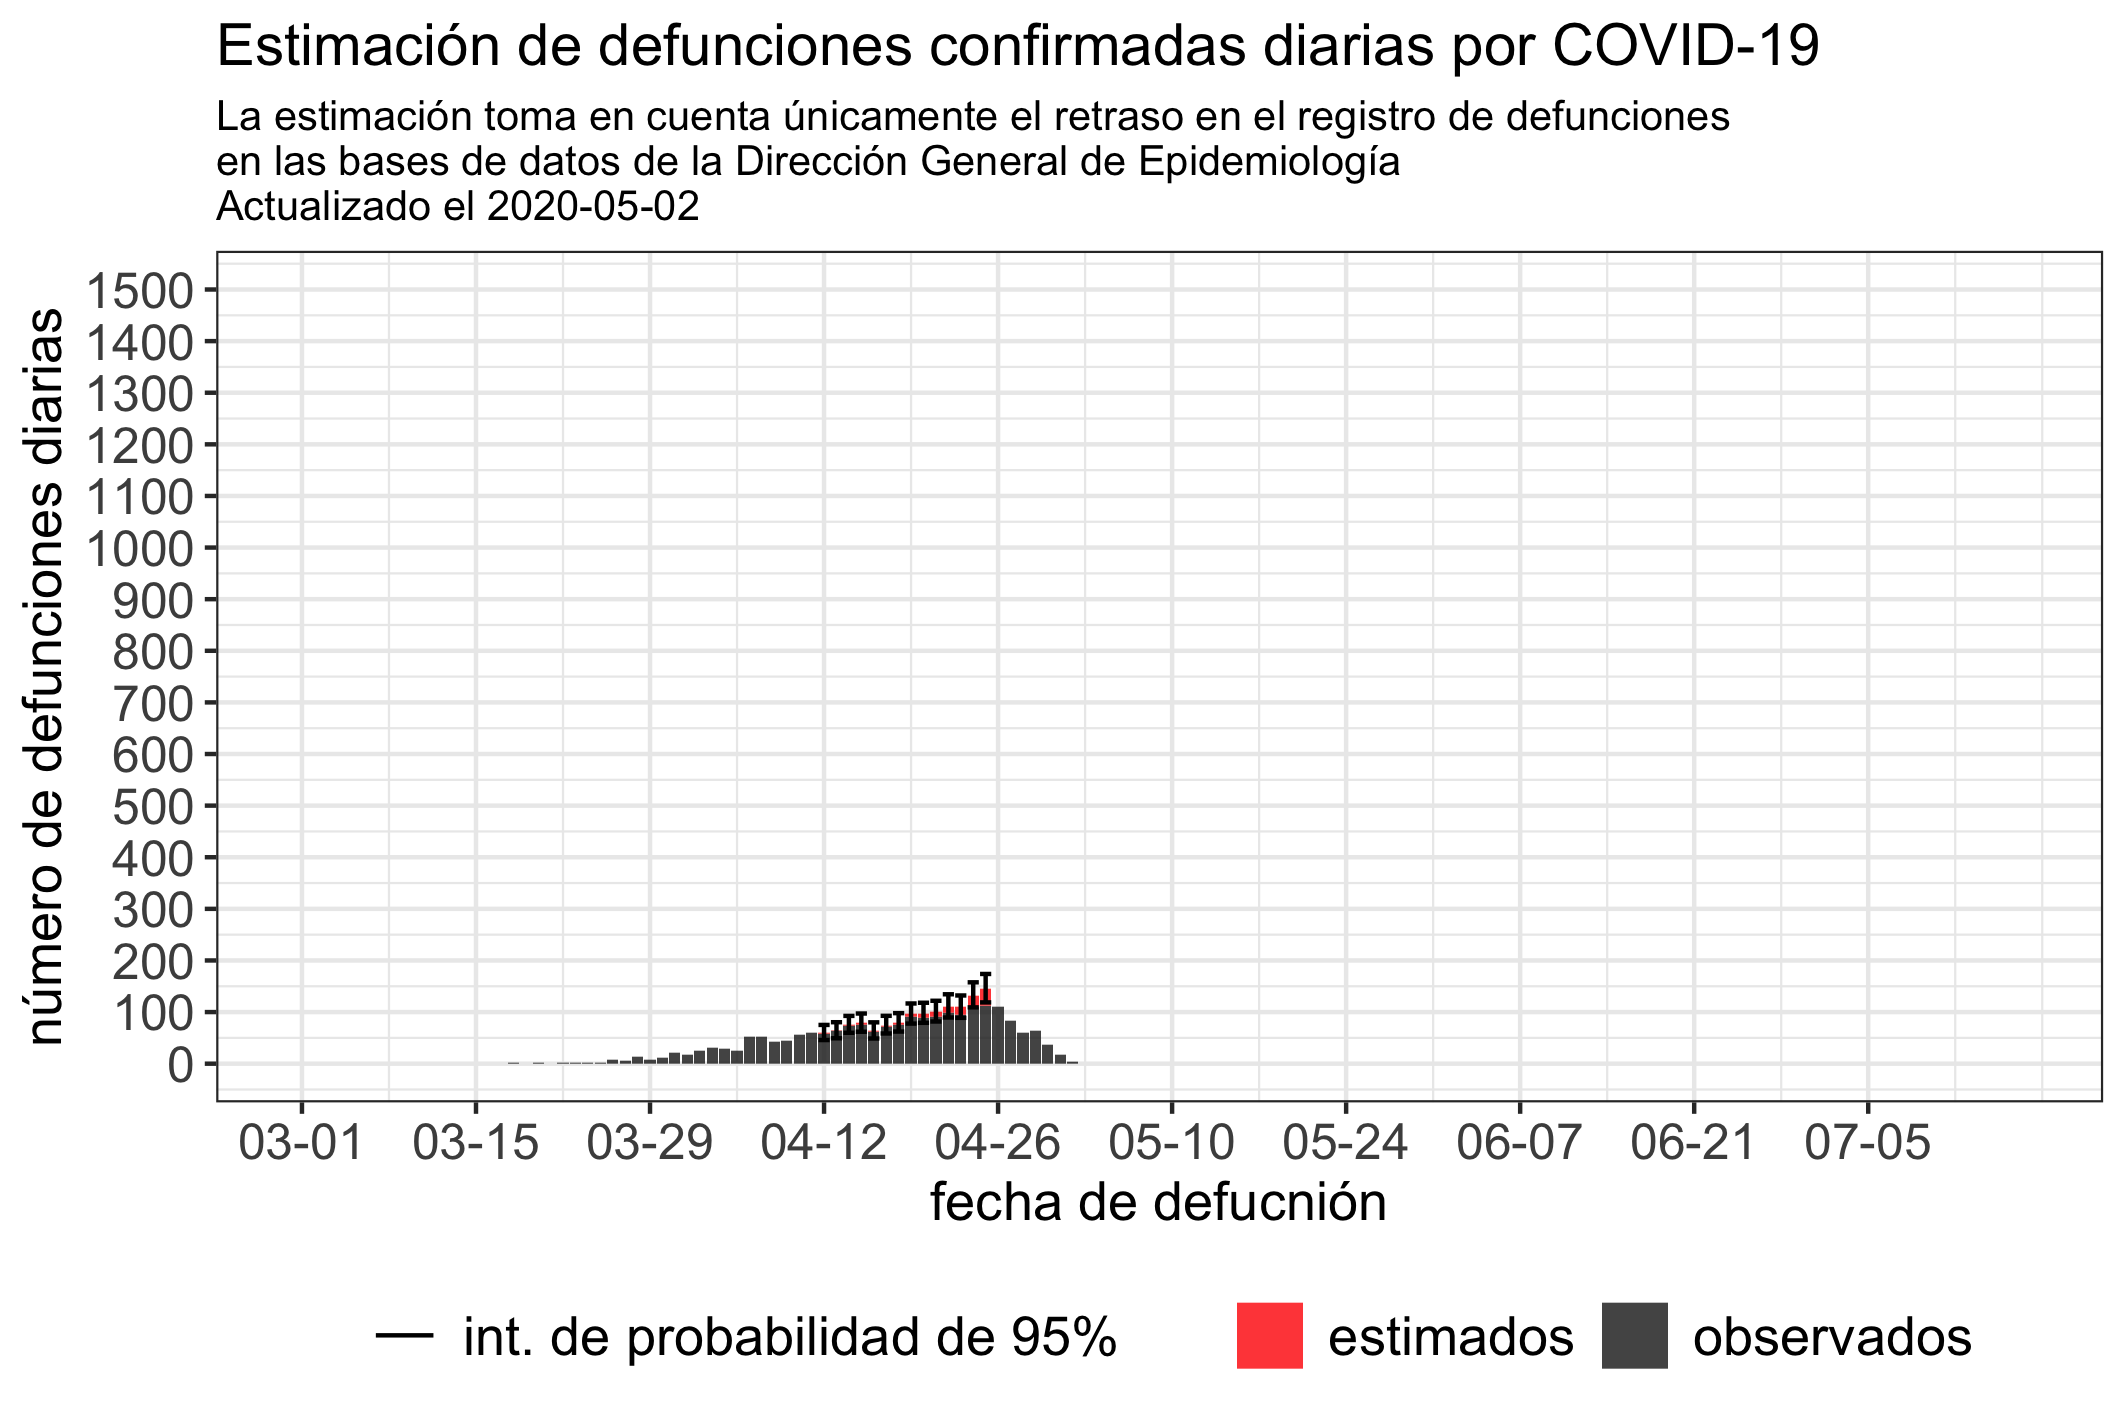 Estimación de defunciones confirmadas diarias por COVID-19
La estimación toma en cuenta únicamente el retraso en el registro de defunciones
en las bases de datos de la Dirección General de Epidemiología
Actualizado el 2020-05-02
número de defunciones diarias
1500
1400
1300
1200
1100
1000
900
800
700
600
500
400
300
200
100
0
03-01 03-15 03-29 04-12 04-26 05-10 05-24 06-07 06-21 07-05
fecha de defucnión
int. de probabilidad de 95% estimados observados